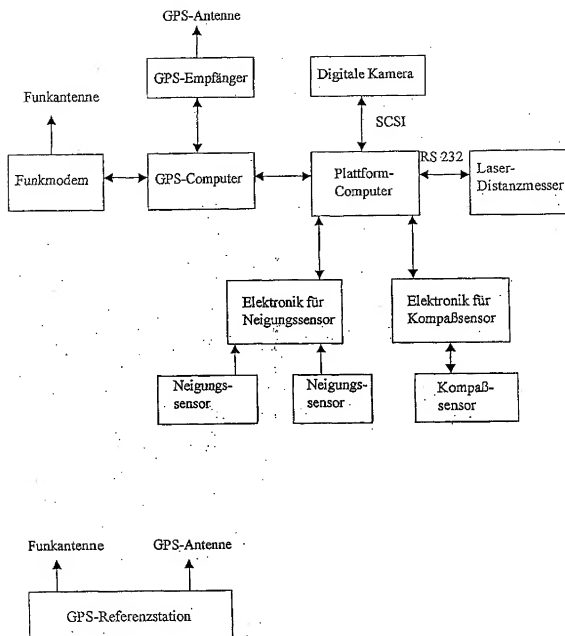 GPS-Antenne
GPS-Empfänger
Digitale Kamera
Funkantenne
SCSI
RS 232
Funkmodem
GPS-Computer
Plattform-
Computer
Laser-
Distanzmesser
Elektronik für
Neigungssensor
Elektronik für
Kompaßsensor
Neigungs-
sensor
Neigungs-
sensor
Kompaß-
sensor
Funkantenne
GPS-Antenne
GPS-Referenzstation